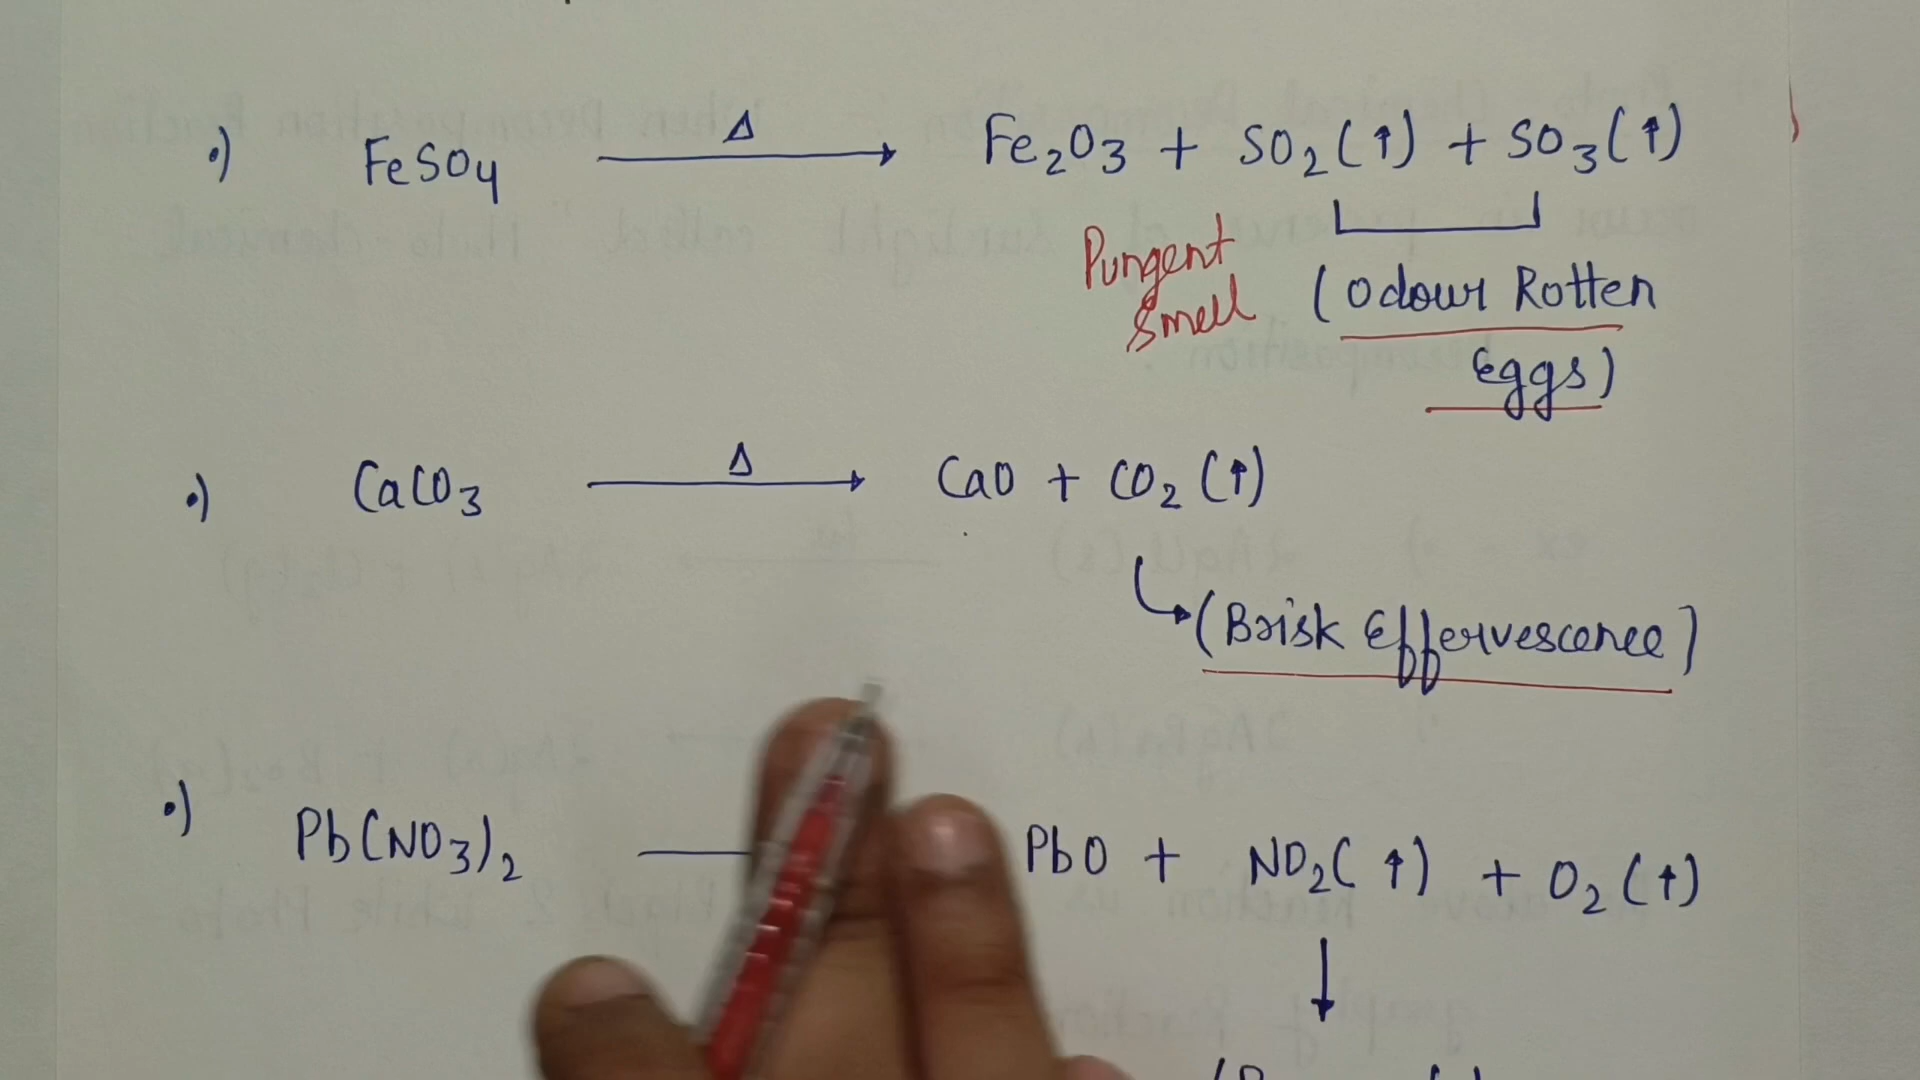 •) FeSO4 Δ→ Fe2O3 + SO2(↑) + SO3(↑)
Pungent
smell
(Odour Rotten
Eggs)
•) CaCO3 Δ→ CaO + CO2(↑)
(Brisk Effervescence)
•) Pb(NO3)2 PbO + NO2(↑) + O2(↑)